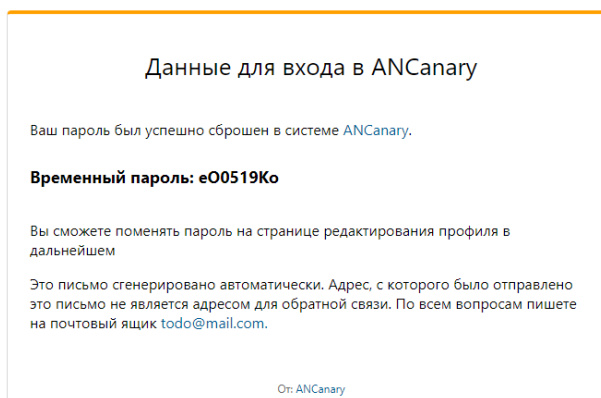 Данные для входа в ANCanary
Ваш пароль был успешно сброшен в системе ANCanary.
Временный пароль: eO0519Ko
Вы сможете поменять пароль на странице редактирования профиля в
дальнейшем
Это письмо сгенерировано автоматически. Адрес, с которого было отправлено
это письмо не является адресом для обратной связи. По всем вопросам пишете
на почтовый ящик todo@mail.com.
От: ANCanary